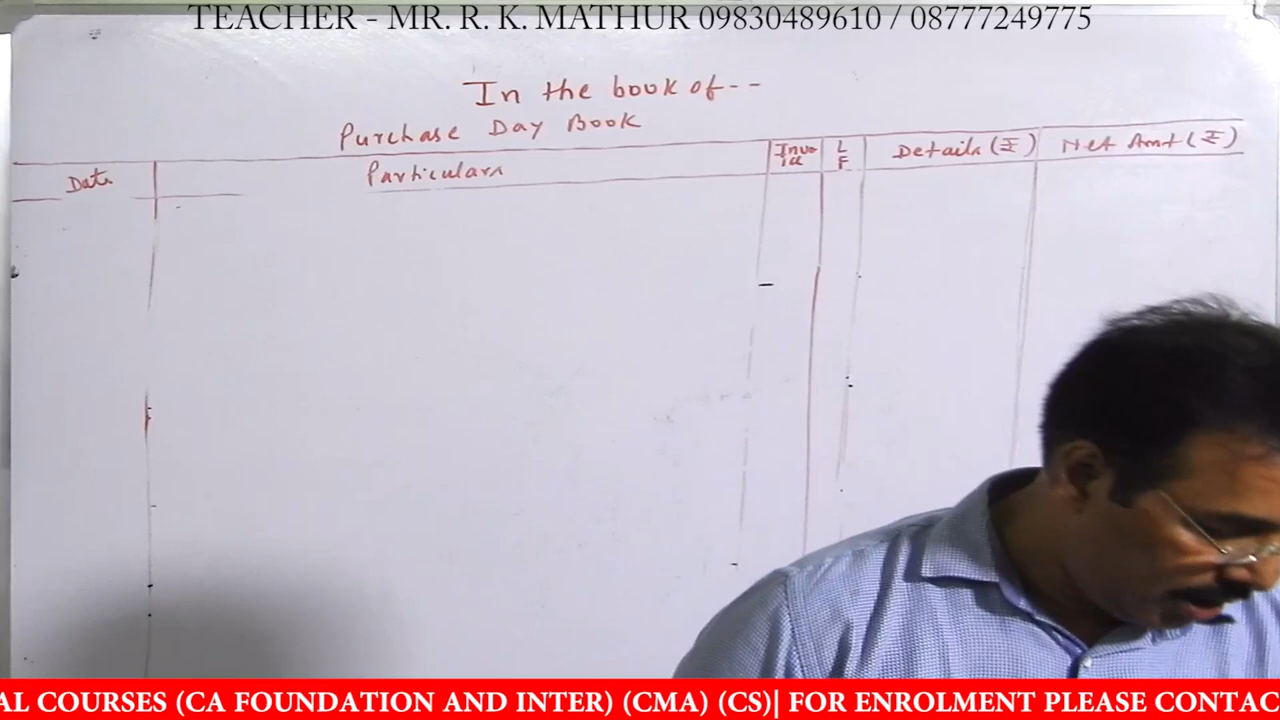 TEACHER - MR. R. K. MATHUR 09830489610 / 08777249775
In the book of--
Purchase Day Book
Date Particulars Invo ice L F Details (₹) Net Amt (₹)
AL COURSES (CA FOUNDATION AND INTER) (CMA) (CS)| FOR ENROLMENT PLEASE CONTAC